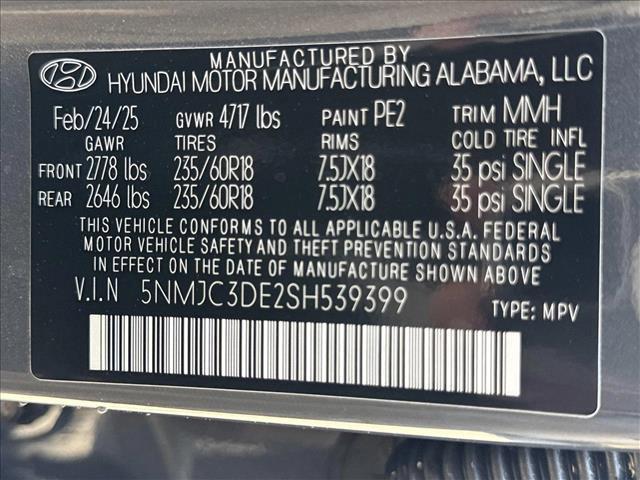 MANUFACTURED BY
HYUNDAI MOTOR MANUFACTURING ALABAMA, LLC
Feb/24/25 GVWR 4717 lbs PAINT PE2 TRIM MMH
GAWR TIRES RIMS COLD TIRE INFL
FRONT 2778 lbs 235/60R18 7.5JX18 35 psi SINGLE
REAR 2646 lbs 235/60R18 7.5JX18 35 psi SINGLE
THIS VEHICLE CONFORMS TO ALL APPLICABLE U.S.A. FEDERAL
MOTOR VEHICLE SAFETY AND THEFT PREVENTION STANDARDS
IN EFFECT ON THE DATE OF MANUFACTURE SHOWN ABOVE.
V.I.N 5NMJC3DE2SH539399 TYPE: MPV